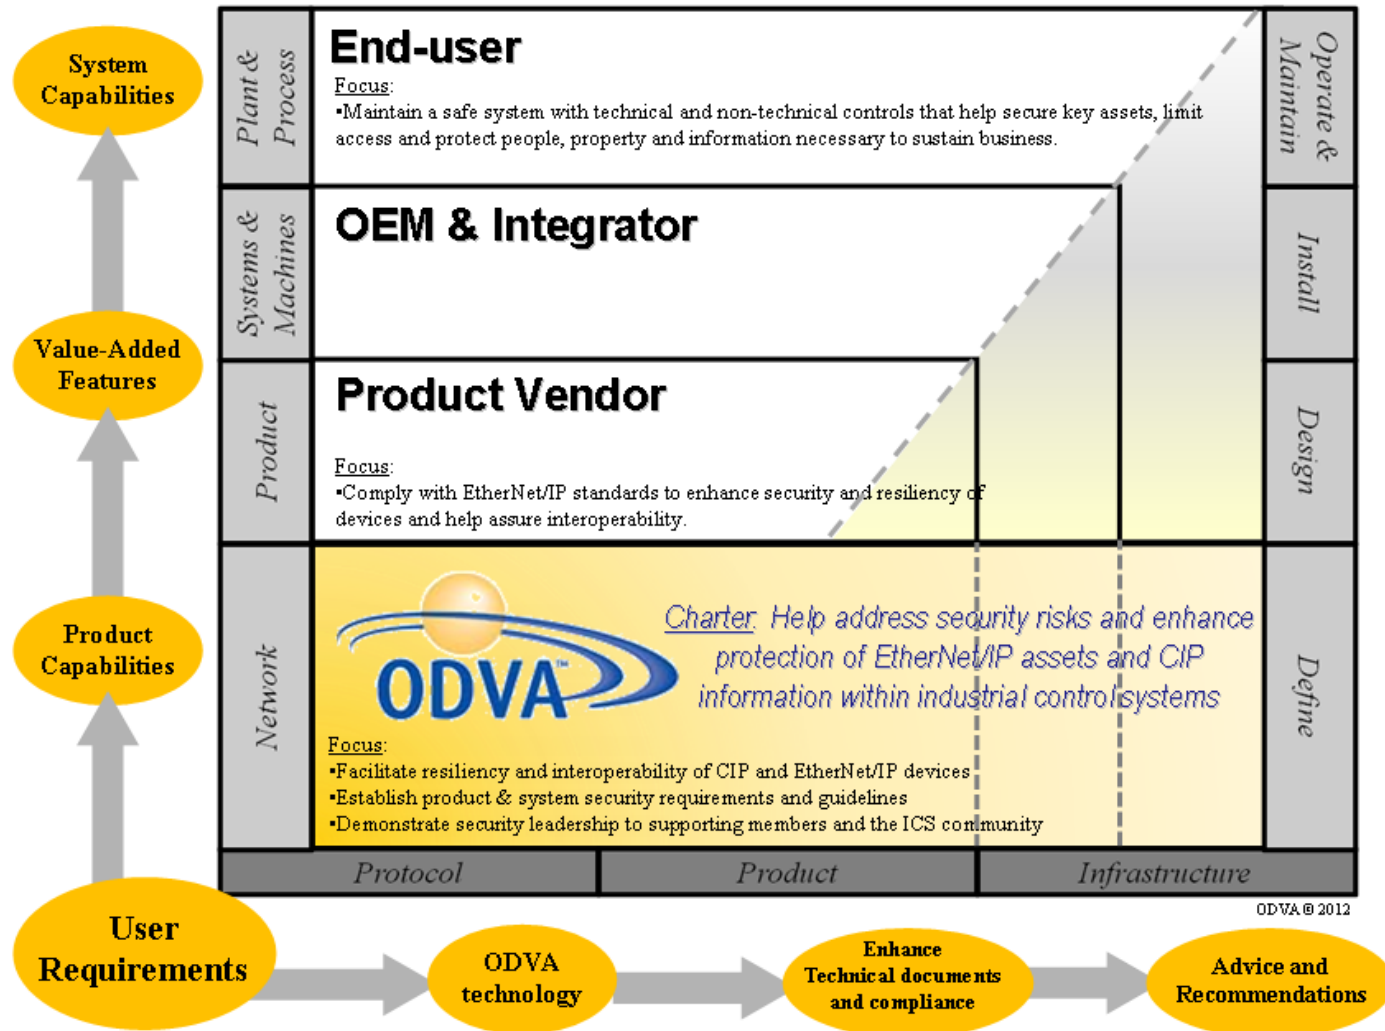 System
Capabilities
Value-Added
Features
Product
Capabilities
User
Requirements
ODVA
technology
Enhance
Technical documents
and compliance
Advice and
Recommendations
Plant &
Process
End-user
Focus:
▪Maintain a safe system with technical and non-technical controls that help secure key assets, limit
access and protect people, property and information necessary to sustain business.
Operate &
Maintain
Systems &
Machines
OEM & Integrator
Install
Product
Product Vendor
Focus:
▪Comply with EtherNet/IP standards to enhance security and resiliency of
devices and help assure interoperability.
Design
Network
ODVA™
Charter: Help address security risks and enhance
protection of EtherNet/IP assets and CIP
information within industrial control systems
Focus:
▪Facilitate resiliency and interoperability of CIP and EtherNet/IP devices
▪Establish product & system security requirements and guidelines
▪Demonstrate security leadership to supporting members and the ICS community
Define
Protocol
Product
Infrastructure
ODVA © 2012